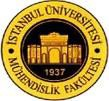 İSTANBUL ÜNİVERSİTESİ
1937
MÜHENDİSLİK FAKÜLTESİ